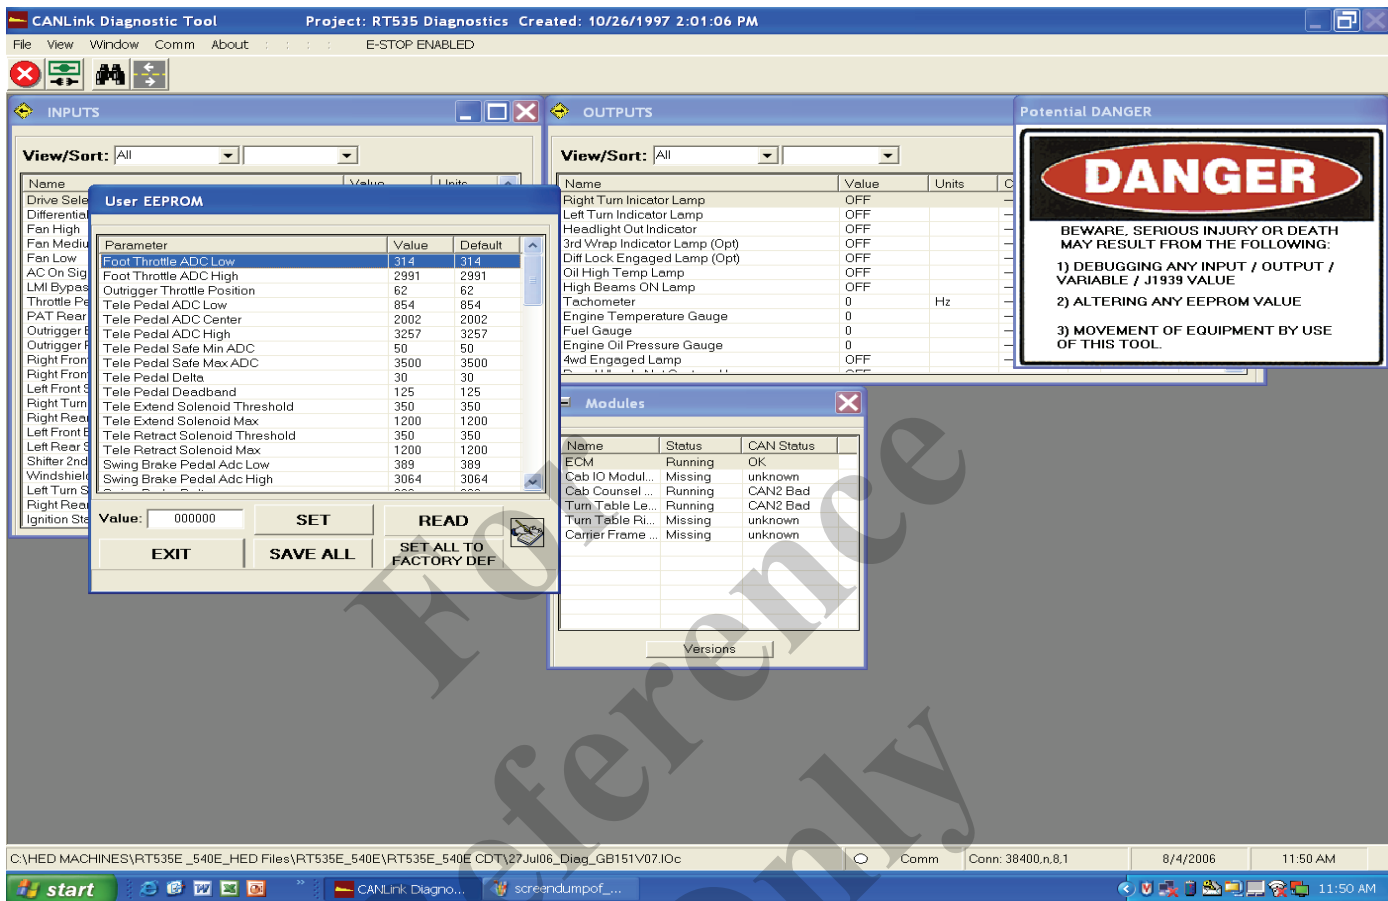 CANLink Diagnostic Tool Project: RT535 Diagnostics Created: 10/26/1997 2:01:06 PM
File View Window Comm About : : : : E-STOP ENABLED
INPUTS
View/Sort: All
Name Value Units
Drive Sele
Differential
Fan High
Fan Mediu
Fan Low
AC On Sig
LMI Bypas
Throttle Pe
PAT Rear
Outrigger E
Outrigger F
Right Fron
Right Fron
Left Front S
Right Turn
Right Rea
Left Front E
Left Rear S
Shifter 2nd
Windshiel
Left Turn S
Right Rea
Ignition Sta
User EEPROM
Parameter Value Default
Foot Throttle ADC Low 314 314
Foot Throttle ADC High 2991 2991
Outrigger Throttle Position 62 62
Tele Pedal ADC Low 854 854
Tele Pedal ADC Center 2002 2002
Tele Pedal ADC High 3257 3257
Tele Pedal Safe Min ADC 50 50
Tele Pedal Safe Max ADC 3500 3500
Tele Pedal Delta 30 30
Tele Pedal Deadband 125 125
Tele Extend Solenoid Threshold 350 350
Tele Extend Solenoid Max 1200 1200
Tele Retract Solenoid Threshold 350 350
Tele Retract Solenoid Max 1200 1200
Swing Brake Pedal Adc Low 389 389
Swing Brake Pedal Adc High 3064 3064
Value: 000000 SET READ
EXIT SAVE ALL SET ALL TO
FACTORY DEF
OUTPUTS
View/Sort: All
Name Value Units C
Right Turn Inicator Lamp OFF
Left Turn Indicator Lamp OFF
Headlight Out Indicator OFF
3rd Wrap Indicator Lamp (Opt) OFF
Diff Lock Engaged Lamp (Opt) OFF
Oil High Temp Lamp OFF
High Beams ON Lamp OFF
Tachometer 0 Hz
Engine Temperature Gauge 0
Fuel Gauge 0
Engine Oil Pressure Gauge 0
4wd Engaged Lamp OFF
Potential DANGER
DANGER
BEWARE, SERIOUS INJURY OR DEATH
MAY RESULT FROM THE FOLLOWING:
1) DEBUGGING ANY INPUT / OUTPUT /
VARIABLE / J1939 VALUE
2) ALTERING ANY EEPROM VALUE
3) MOVEMENT OF EQUIPMENT BY USE
OF THIS TOOL.
Modules
Name Status CAN Status
ECM Running OK
Cab IO Modul... Missing unknown
Cab Counsel ... Running CAN2 Bad
Turn Table Le... Running CAN2 Bad
Turn Table Ri... Missing unknown
Carrier Frame ... Missing unknown
Versions
For
Reference
Only
C:\HED MACHINES\RT535E _540E_HED Files\RT535E_540E\RT535E_540E CDT\27Jul06_Diag_GB151V07.IOc Comm Conn: 38400,n,8,1 8/4/2006 11:50 AM
start CANLink Diagno... screendumpof_... 11:50 AM